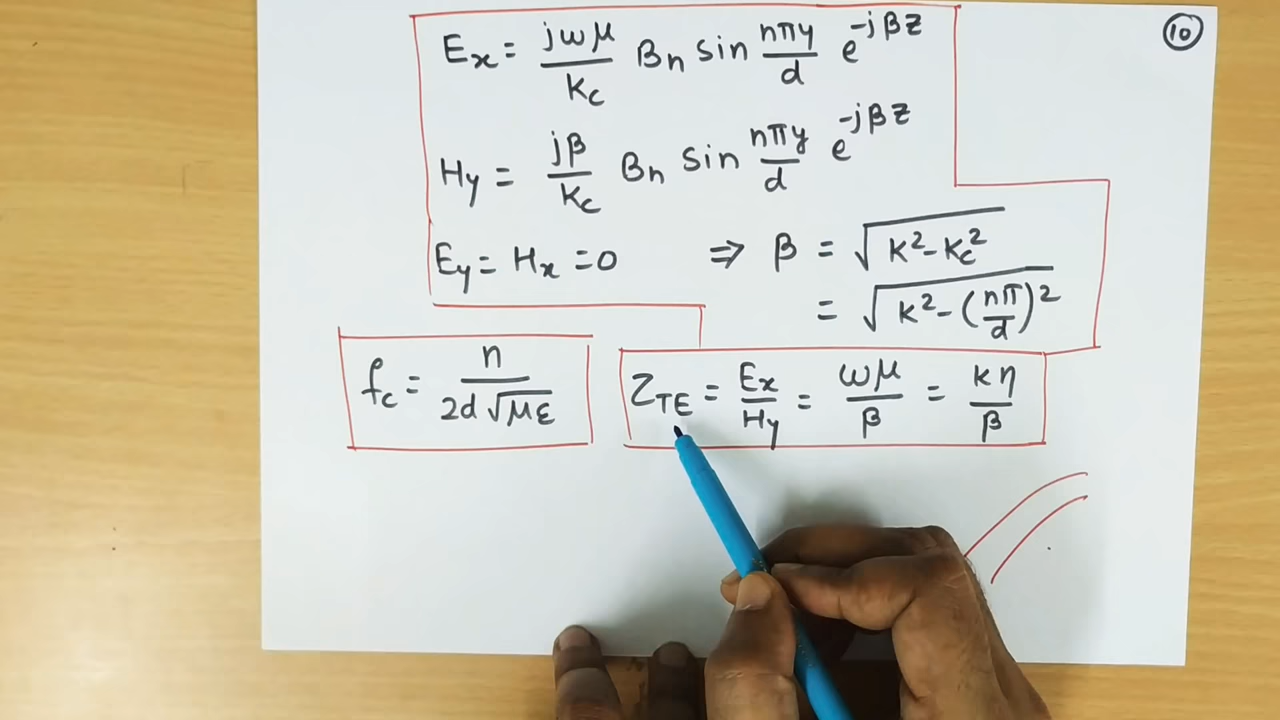 10
Ex = jωμ/kc Bn sin nπy/d e^-jβz
Hy = jβ/kc Bn sin nπy/d e^-jβz
Ey = Hx = 0 ⇒ β = √(k²-kc²)
= √(k²-(nπ/d)²)
fc = n/2d√με ZTE = Ex/Hy = ωμ/β = kη/β